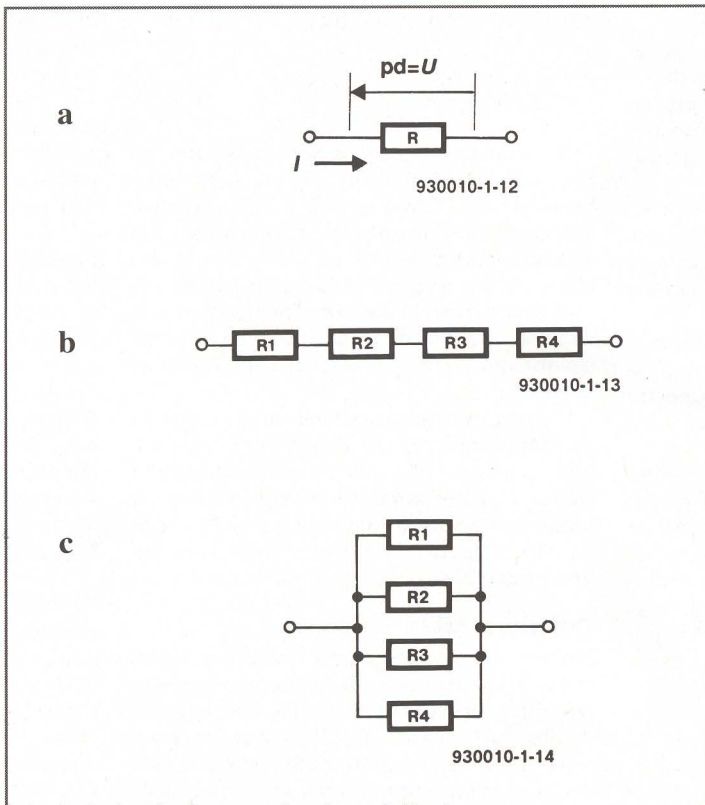 pd=U
a
R
I
930010-1-12
b
R1 R2 R3 R4
930010-1-13
c
R1
R2
R3
R4
930010-1-14